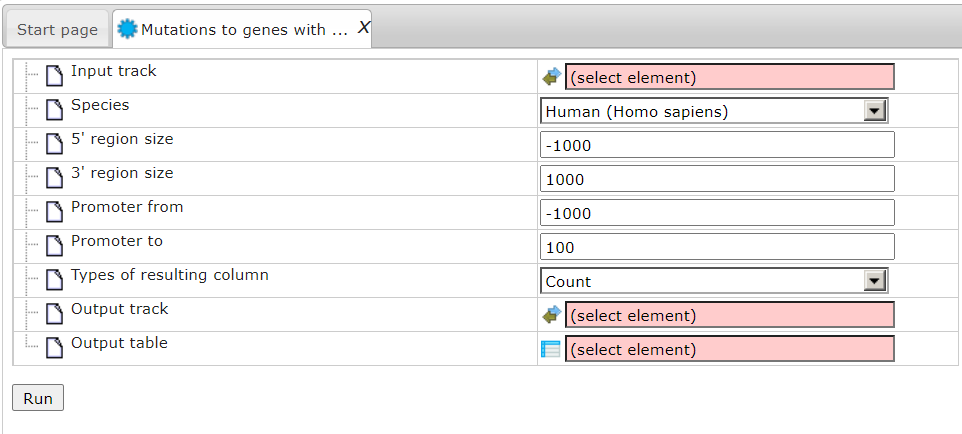 Start page
Mutations to genes with ... X
Input track (select element)
Species Human (Homo sapiens)
5' region size -1000
3' region size 1000
Promoter from -1000
Promoter to 100
Types of resulting column Count
Output track (select element)
Output table (select element)
Run